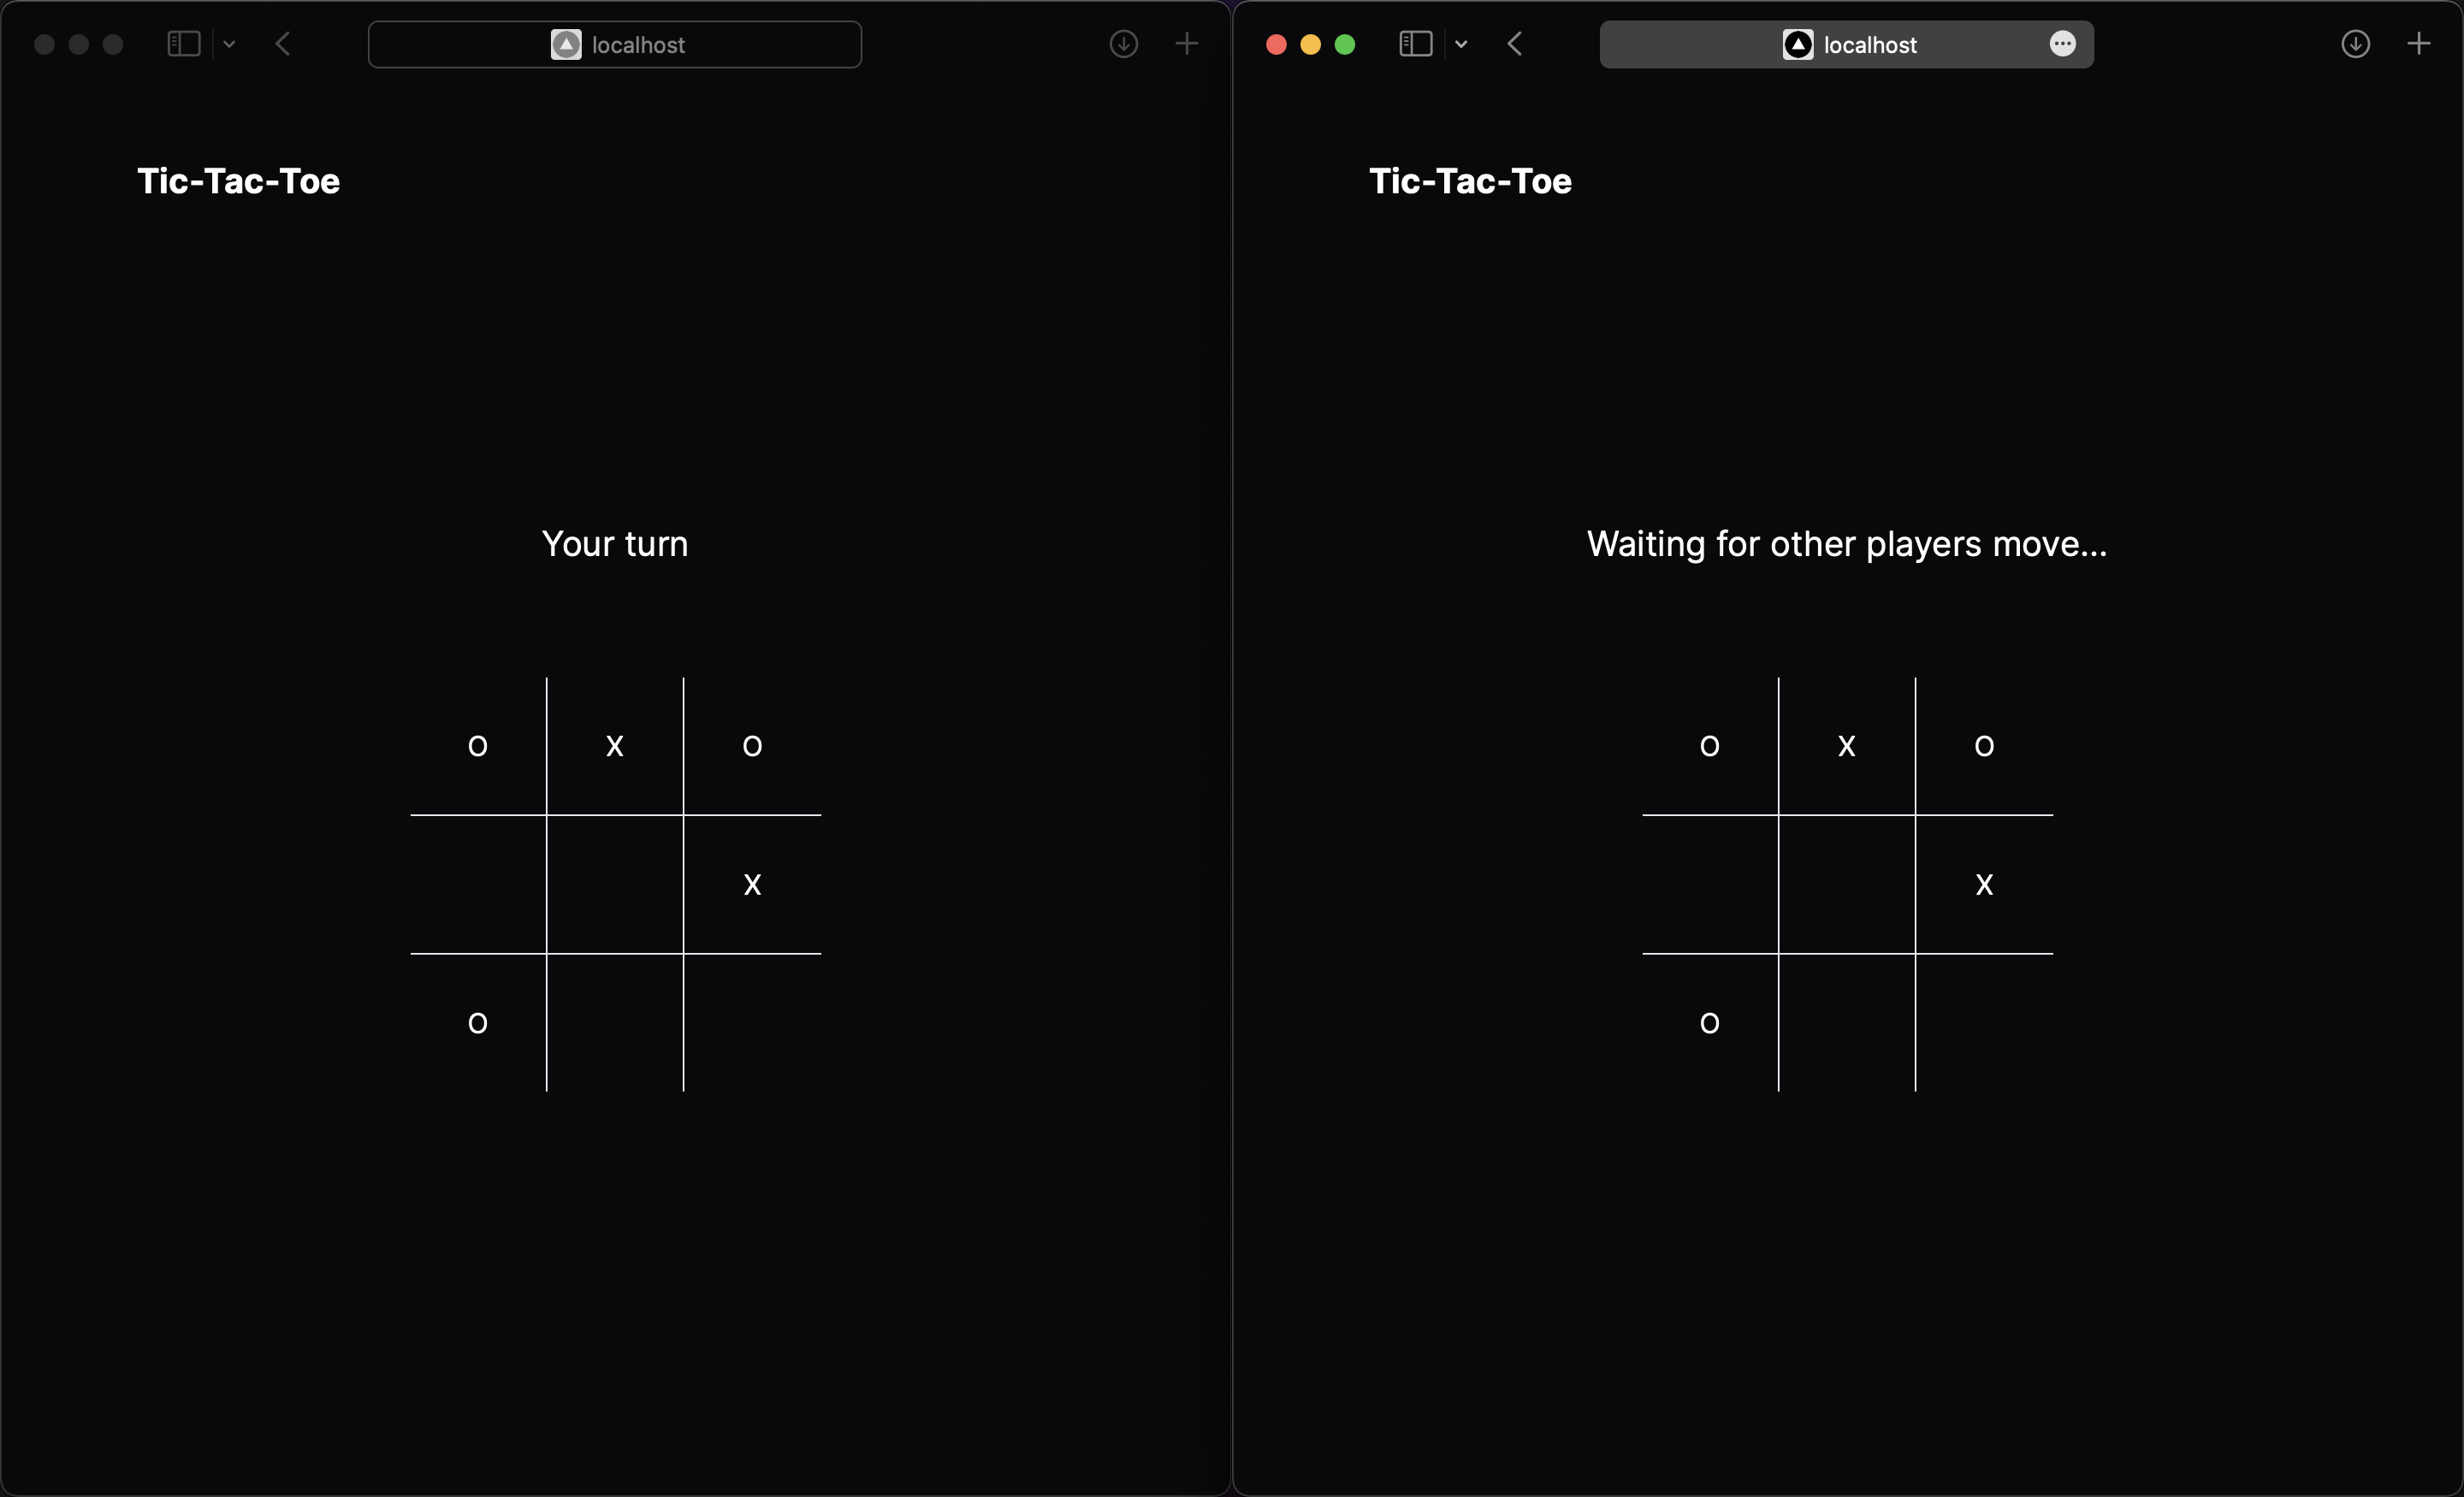 localhost
Tic-Tac-Toe
Your turn
o x o
x
o
localhost
Tic-Tac-Toe
Waiting for other players move...
o x o
x
o